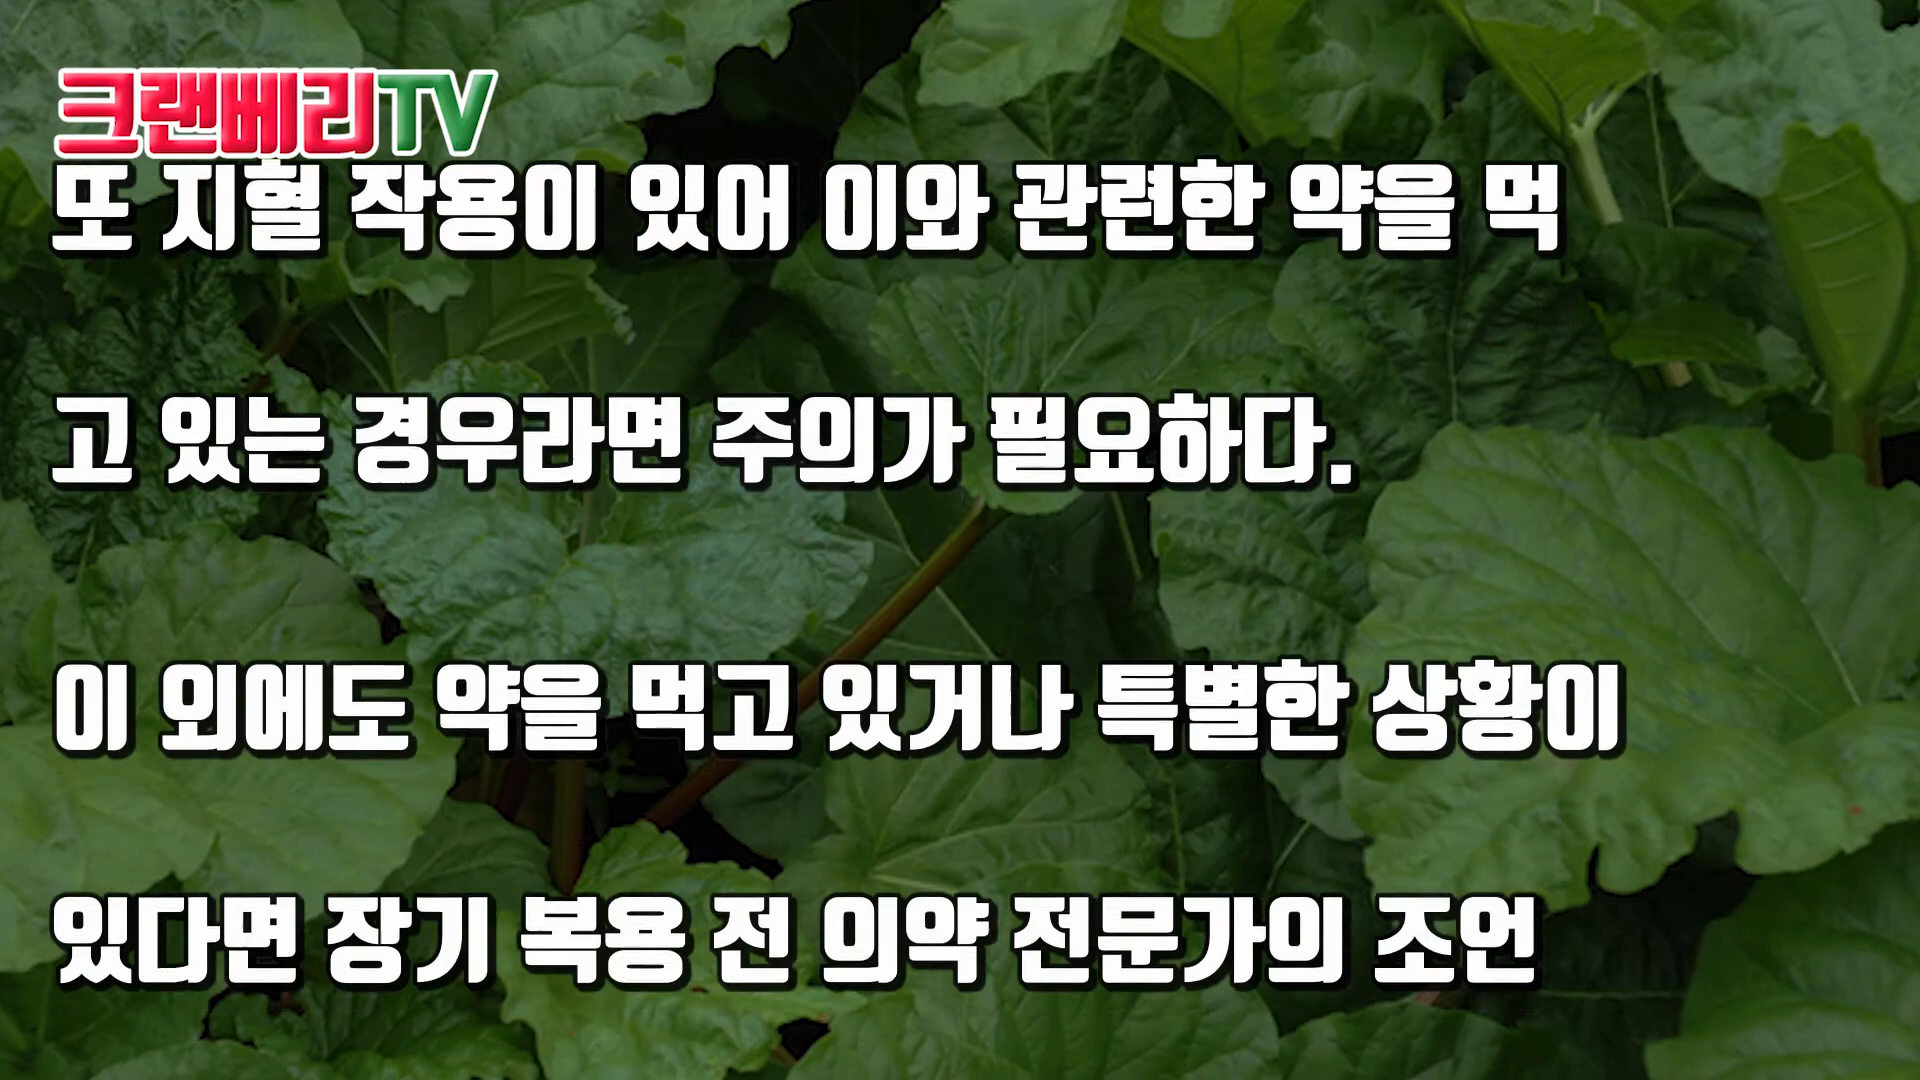 크랜베리TV
또 지혈 작용이 있어 이와 관련한 약을 먹
고 있는 경우라면 주의가 필요하다.
이 외에도 약을 먹고 있거나 특별한 상황이
있다면 장기 복용 전 의약 전문가의 조언